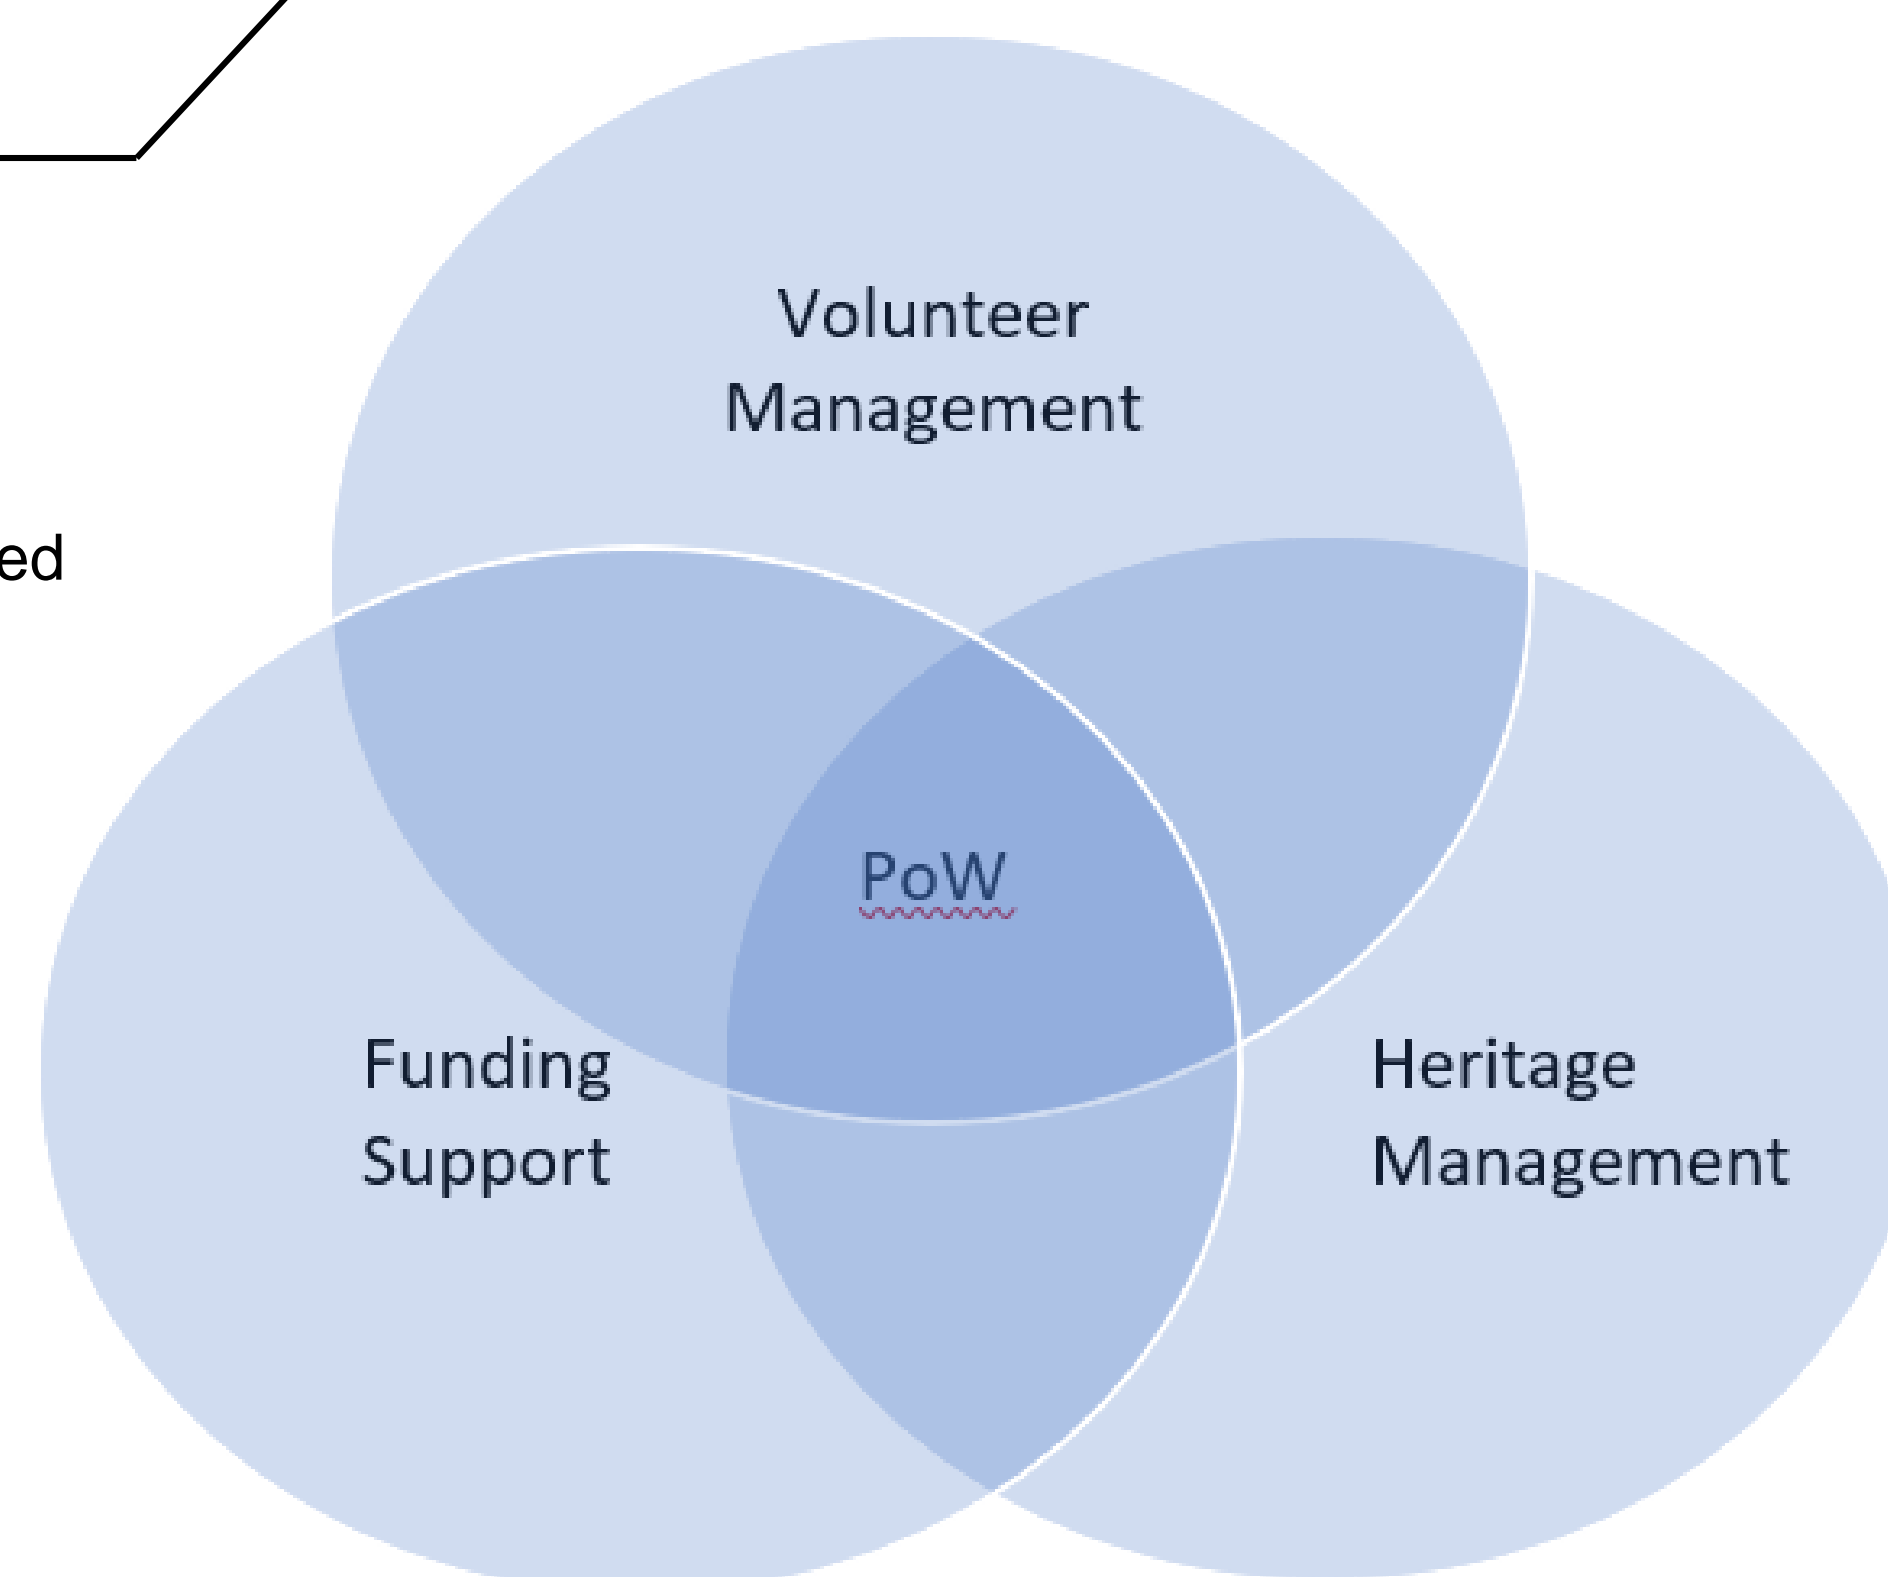 Volunteer
Management
ed
PoW
Funding
Support
Heritage
Management